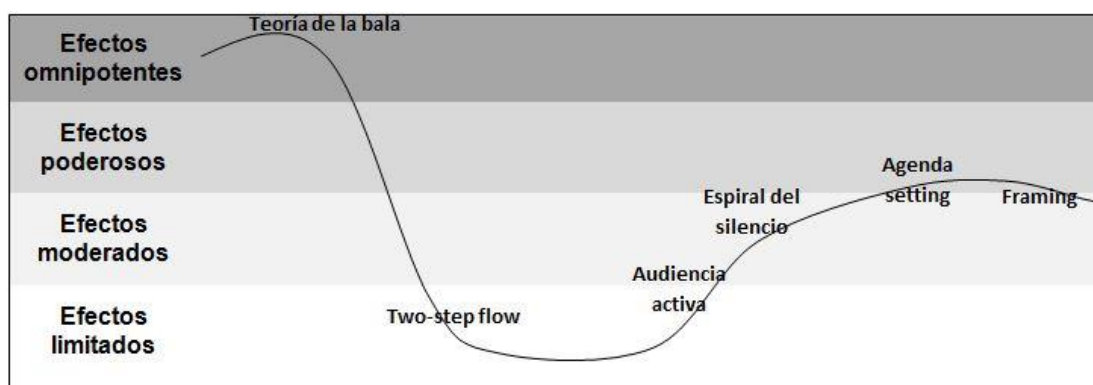 Teoría de la bala
Efectos
omnipotentes
Efectos
poderosos
Agenda
setting
Framing
Espiral del
silencio
Efectos
moderados
Audiencia
activa
Two-step flow
Efectos
limitados